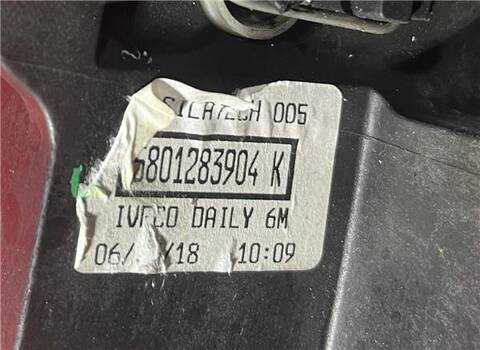 005
5801283904 K
IVECO DAILY 6M
06/ /18 10:09